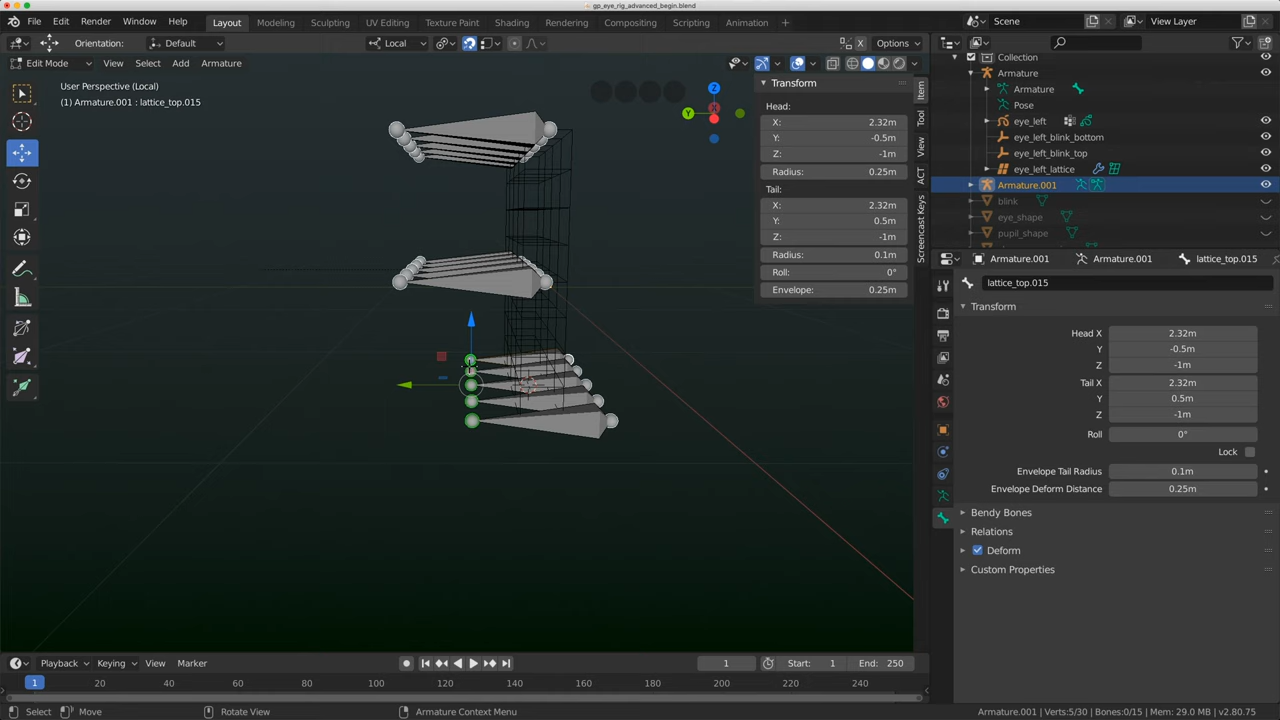 gp_eye_rig_advanced_begin.blend
File Edit Render Window Help Layout Modeling Sculpting UV Editing Texture Paint Shading Rendering Compositing Scripting Animation + Scene View Layer
Orientation: Default Local X Options
Edit Mode View Select Add Armature
User Perspective (Local)
(1) Armature.001 : lattice_top.015
Z
Y
Transform
Head:
X: 2.32m
Y: -0.5m
Z: -1m
Radius: 0.25m
Tail:
X: 2.32m
Y: 0.5m
Z: -1m
Radius: 0.1m
Roll: 0°
Envelope: 0.25m
Item
Tool
View
ACT
Screencast Keys
Collection
Armature
Armature
Pose
eye_left
eye_left_blink_bottom
eye_left_blink_top
eye_left_lattice
Armature.001
blink
eye_shape
pupil_shape
Armature.001 Armature.001 lattice_top.015
lattice_top.015
Transform
Head X 2.32m
Y -0.5m
Z -1m
Tail X 2.32m
Y 0.5m
Z -1m
Roll 0°
Lock
Envelope Tail Radius 0.1m
Envelope Deform Distance 0.25m
Bendy Bones
Relations
Deform
Custom Properties
Playback Keying View Marker 1 Start: 1 End: 250
1 20 40 60 80 100 120 140 160 180 200 220 240
Select Move Rotate View Armature Context Menu Armature.001 | Verts:5/30 | Bones:0/15 | Mem: 29.0 MB | v2.80.75